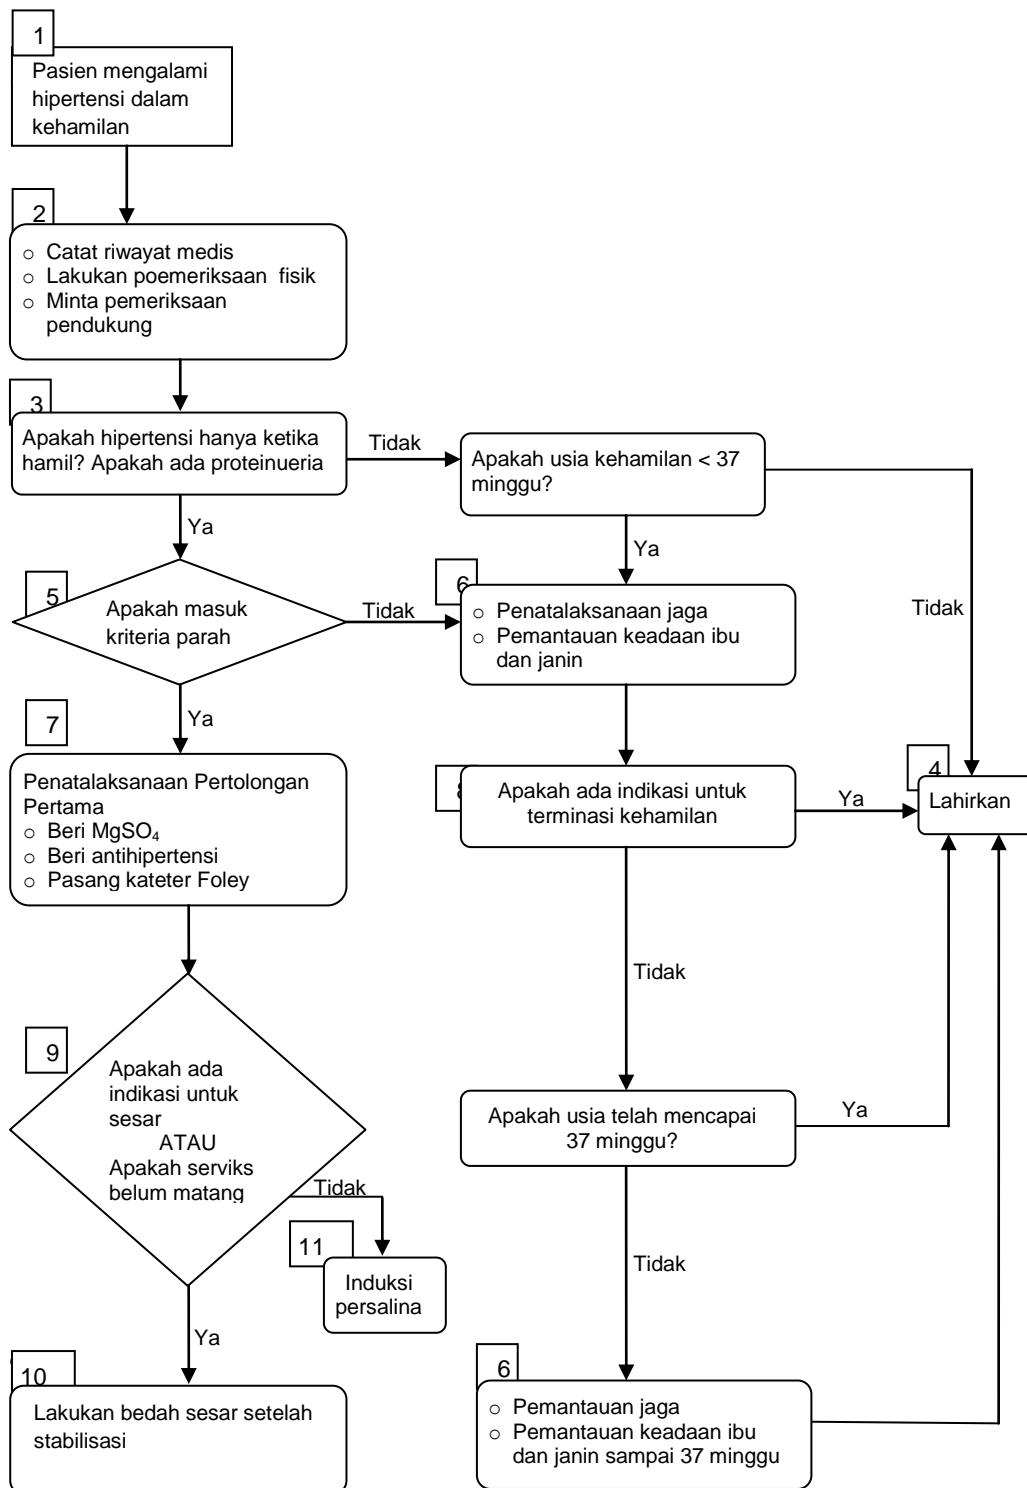 1
Pasien mengalami
hipertensi dalam
kehamilan
2
○ Catat riwayat medis
○ Lakukan poemeriksaan fisik
○ Minta pemeriksaan
pendukung
3
Apakah hipertensi hanya ketika
hamil? Apakah ada proteinueria
Tidak
Apakah usia kehamilan < 37
minggu?
Ya
Ya
Tidak
5
Apakah masuk
kriteria parah
Tidak
6
○ Penatalaksanaan jaga
○ Pemantauan keadaan ibu
dan janin
Ya
7
Penatalaksanaan Pertolongan
Pertama
○ Beri MgSO₄
○ Beri antihipertensi
○ Pasang kateter Foley
8
Apakah ada indikasi untuk
terminasi kehamilan
Ya
4
Lahirkan
Tidak
9
Apakah ada
indikasi untuk
sesar
ATAU
Apakah serviks
belum matang
Tidak
11
Induksi
persalina
Apakah usia telah mencapai
37 minggu?
Ya
Tidak
Ya
10
Lakukan bedah sesar setelah
stabilisasi
6
○ Pemantauan jaga
○ Pemantauan keadaan ibu
dan janin sampai 37 minggu